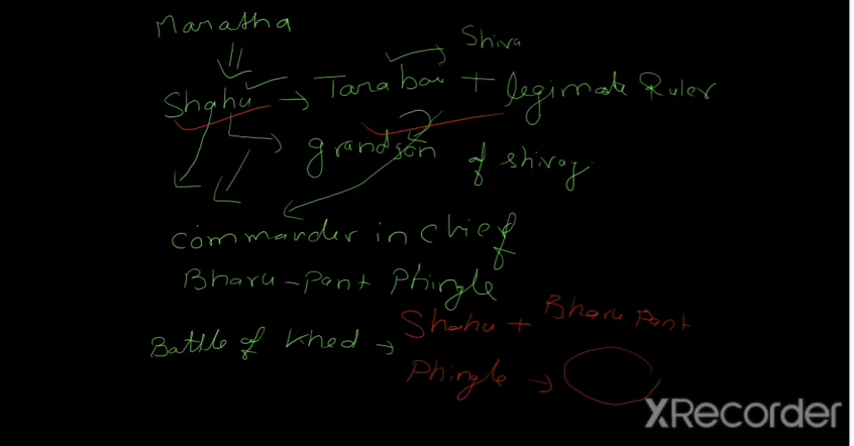 Maratha
Shiva
Shahu → Tarabai + legimate Ruler
grandson of shivaj
commander in chief
Bharu-Pant Phingle
Battle of Khed → Shahu + Bharu Pant
Phingle →
XRecorder